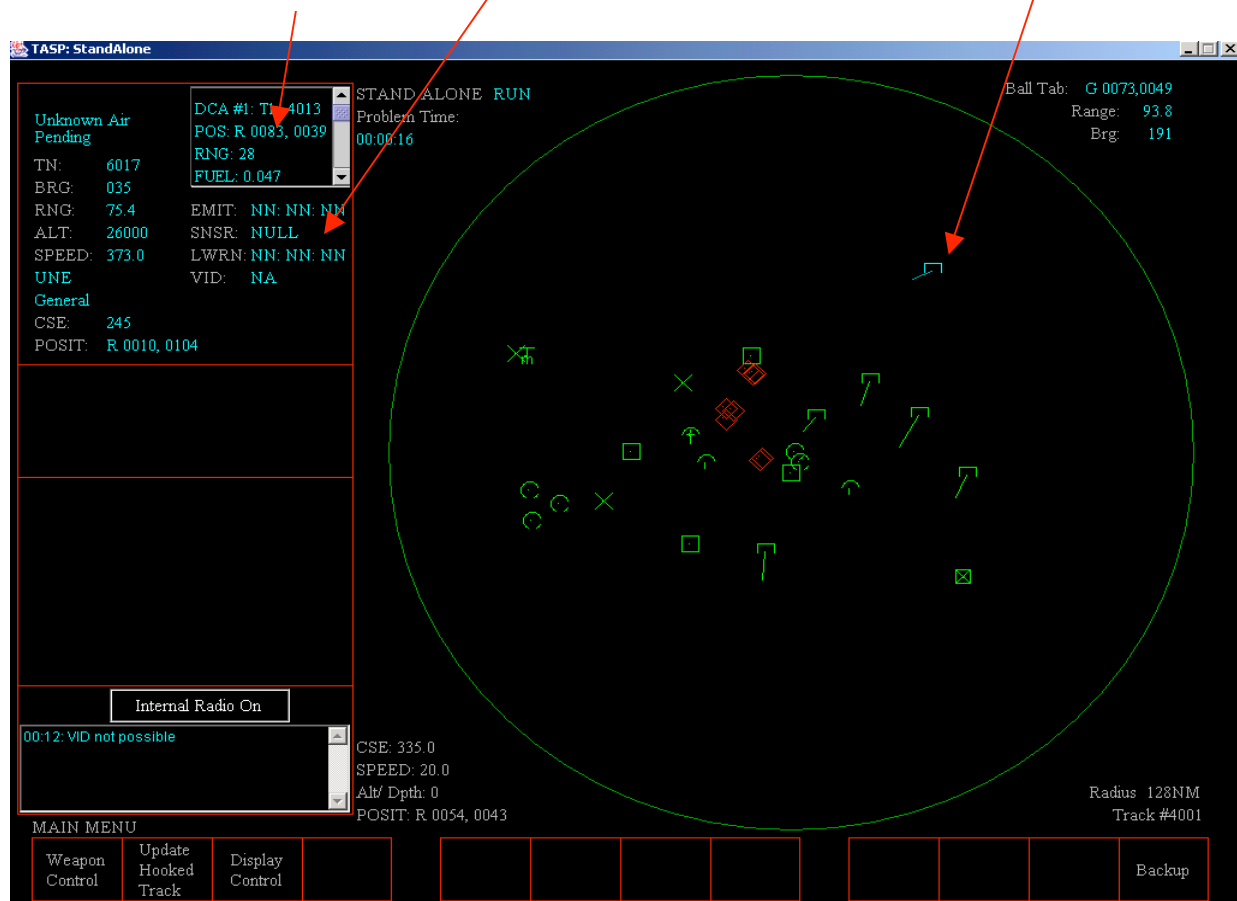 TASP: StandAlone
Unknown Air
Pending
TN: 6017
BRG: 035
RNG: 75.4
ALT: 26000
SPEED: 373.0
UNE
General
CSE: 245
POSIT: R 0010, 0104
DCA #1: 4013
POS: R 0083, 0039
RNG: 28
FUEL: 0.047
EMIT: NN: NN: NN
SNSR: NULL
LWRN: NN: NN: NN
VID: NA
STAND ALONE RUN
Problem Time:
00:00:16
Ball Tab: G 0073,0049
Range: 93.8
Brg: 191
Internal Radio On
00:12: VID not possible
CSE: 335.0
SPEED: 20.0
Alt/ Dpth: 0
POSIT: R 0054, 0043
Radius 128NM
Track #4001
MAIN MENU
Weapon
Control
Update
Hooked
Track
Display
Control
Backup